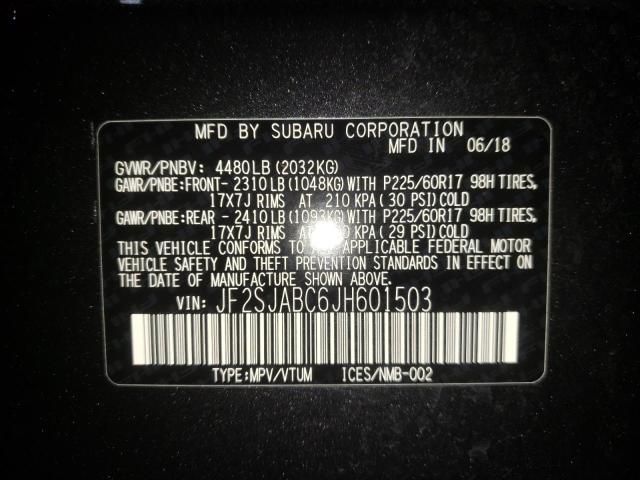 MFD BY SUBARU CORPORATION
MFD IN 06/18
GVWR/PNBV: 4480LB(2032KG)
GAWR/PNBE:FRONT- 2310LB(1048KG)WITH P225/60R17 98H TIRES,
17X7J RIMS AT 210 KPA(30 PSI)COLD
GAWR/PNBE:REAR - 2410LB(1093KG)WITH P225/60R17 98H TIRES,
17X7J RIMS AT KPA(29 PSI)COLD
THIS VEHICLE CONFORMS TO APPLICABLE FEDERAL MOTOR
VEHICLE SAFETY AND THEFT PREVENTION STANDARDS IN EFFECT ON
THE DATE OF MANUFACTURE SHOWN ABOVE.
VIN: JF2SJABC6JH601503
TYPE:MPV/VTUM ICES/NMB-002